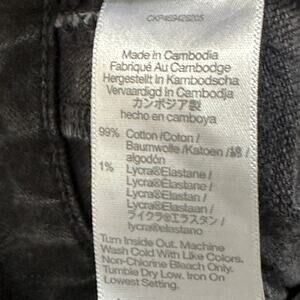 Made in Cambodia
Fabriqué Au Cambodge
Hergestellt In Kambodscha
Vervaardigd In Cambodja
カンボジア製
hecho en camboya
99% Cotton /Coton /
Baumwolle /Katoen /綿 /
algodón
1% Lycra®Elastane /
Lycra®Elastane /
Lycra®Elastan /
Lycra®Elastaan /
ライクラ®エラスタン /
lycra®elastano
Turn Inside Out. Machine
Wash Cold With Like Colors.
Non-Chlorine Bleach Only.
Tumble Dry Low. Iron On
Lowest Setting.